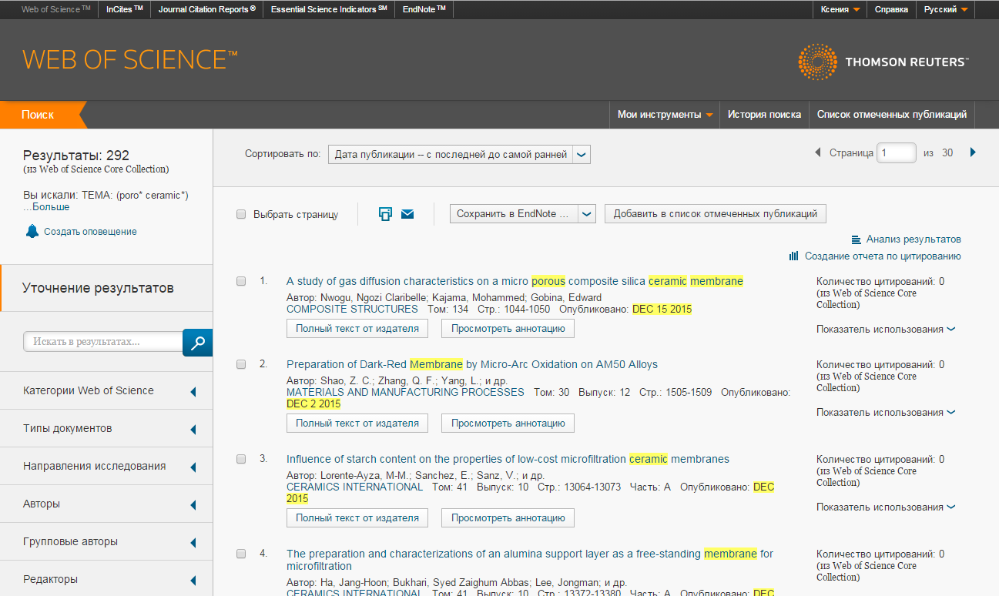 Web of Science™ InCites™ Journal Citation Reports® Essential Science Indicators℠ EndNote™ Ксения Справка Русский
WEB OF SCIENCE™
THOMSON REUTERS™
Поиск
Мои инструменты История поиска Список отмеченных публикаций
Результаты: 292
(из Web of Science Core Collection)
Вы искали: ТЕМА: (poro* ceramic*)
...Больше
Создать оповещение
Уточнение результатов
Искать в результатах...
Категории Web of Science
Типы документов
Направления исследования
Авторы
Групповые авторы
Редакторы
Сортировать по: Дата публикации -- с последней до самой ранней
Страница 1 из 30
Выбрать страницу
Сохранить в EndNote ...
Добавить в список отмеченных публикаций
Анализ результатов
Создание отчета по цитированию
1. A study of gas diffusion characteristics on a micro porous composite silica ceramic membrane
Автор: Nwogu, Ngozi Claribelle; Kajama, Mohammed; Gobina, Edward
COMPOSITE STRUCTURES Том: 134 Стр.: 1044-1050 Опубликовано: DEC 15 2015
Полный текст от издателя Просмотреть аннотацию
Количество цитирований: 0
(из Web of Science Core
Collection)
Показатель использования
2. Preparation of Dark-Red Membrane by Micro-Arc Oxidation on AM50 Alloys
Автор: Shao, Z. C.; Zhang, Q. F.; Yang, L.; и др.
MATERIALS AND MANUFACTURING PROCESSES Том: 30 Выпуск: 12 Стр.: 1505-1509 Опубликовано:
DEC 2 2015
Полный текст от издателя Просмотреть аннотацию
Количество цитирований: 0
(из Web of Science Core
Collection)
Показатель использования
3. Influence of starch content on the properties of low-cost microfiltration ceramic membranes
Автор: Lorente-Ayza, M-M.; Sanchez, E.; Sanz, V.; и др.
CERAMICS INTERNATIONAL Том: 41 Выпуск: 10 Стр.: 13064-13073 Часть: A Опубликовано: DEC
2015
Полный текст от издателя Просмотреть аннотацию
Количество цитирований: 0
(из Web of Science Core
Collection)
Показатель использования
4. The preparation and characterizations of an alumina support layer as a free-standing membrane for
microfiltration
Автор: Ha, Jang-Hoon; Bukhari, Syed Zaighum Abbas; Lee, Jongman; и др.
CERAMICS INTERNATIONAL Том: 41 Выпуск: 10 Стр.: 13372-13380 Часть: A Опубликовано: DEC
Количество цитирований: 0
(из Web of Science Core
Collection)